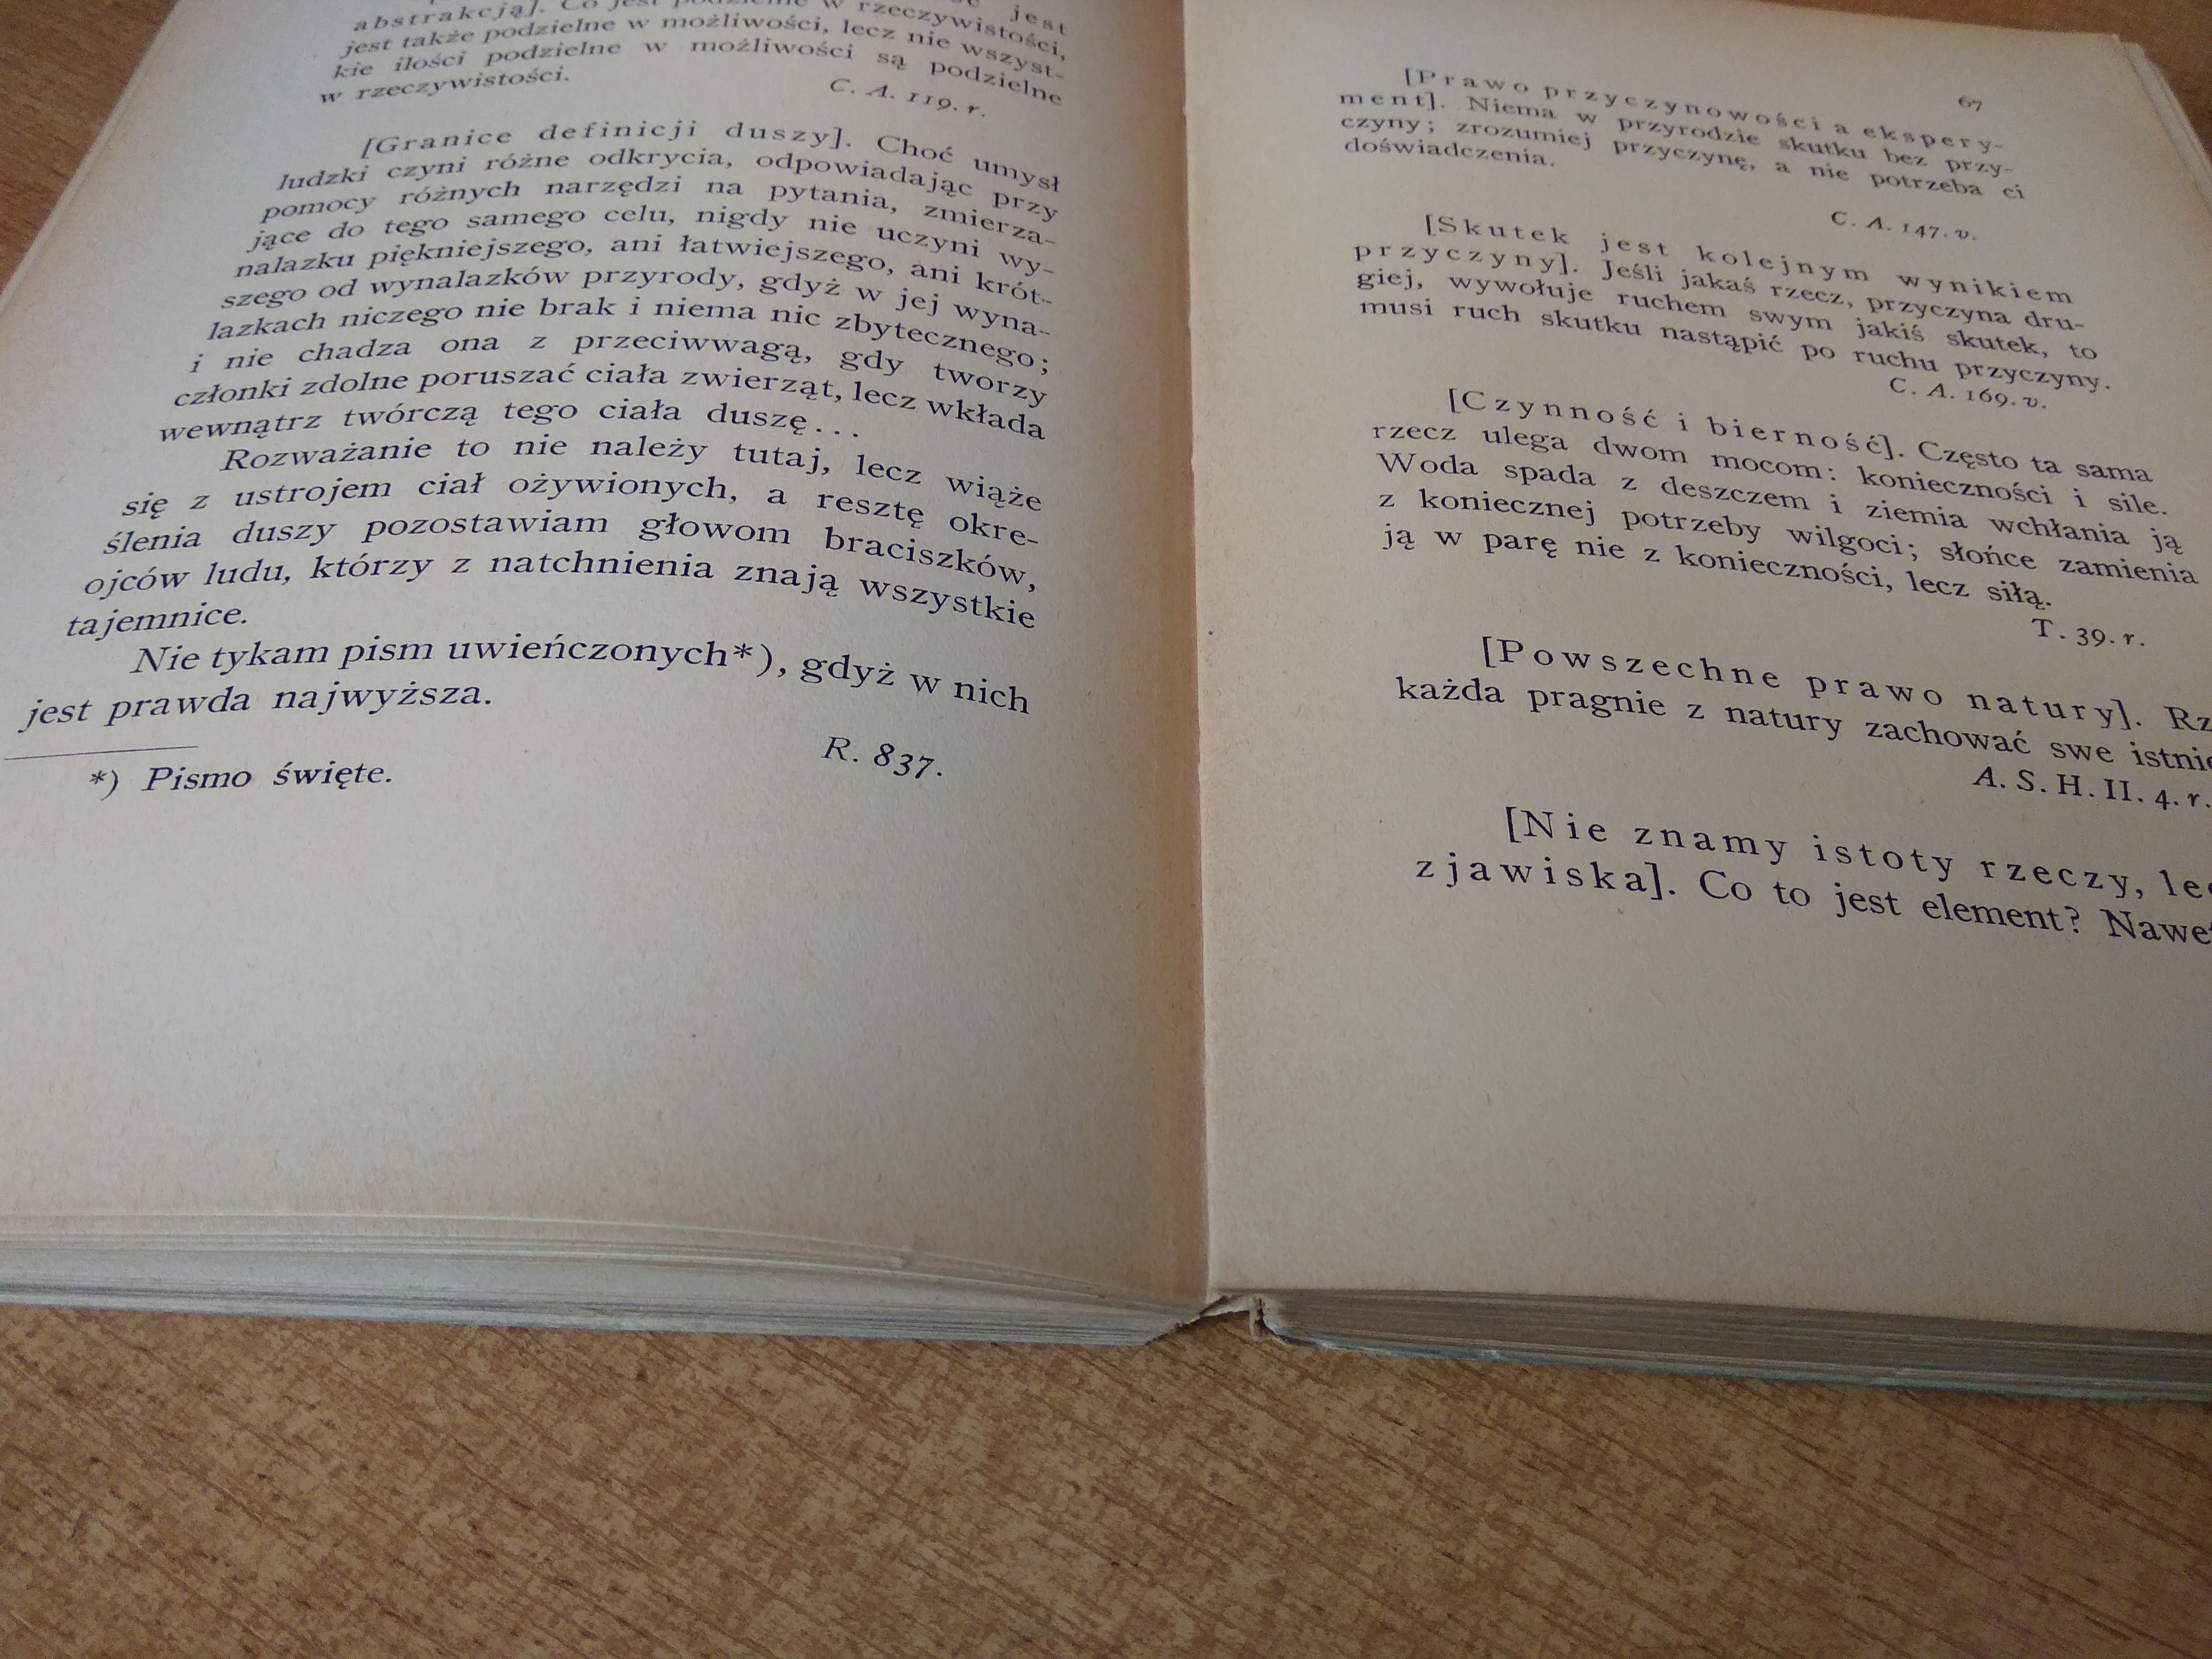 abstrakcją]. Co jest podzielne w rzeczywistości,
jest także podzielne w możliwości, lecz nie wszyst-
kie ilości podzielne w możliwości są podzielne
w rzeczywistości.
C. A. 119. r.
[Granice definicji duszy]. Choć umysł
ludzki czyni różne odkrycia, odpowiadając przy
pomocy różnych narzędzi na pytania, zmierza-
jące do tego samego celu, nigdy nie uczyni wy-
nalazku piękniejszego, ani łatwiejszego, ani krót-
szego od wynalazków przyrody, gdyż w jej wyna-
lazkach niczego nie brak i niema nic zbytecznego;
i nie chadza ona z przeciwwagą, gdy tworzy
członki zdolne poruszać ciała zwierząt, lecz wkłada
wewnątrz twórczą tego ciała duszę...
Rozważanie to nie należy tutaj, lecz wiąże
się z ustrojem ciał ożywionych, a resztę okre-
ślenia duszy pozostawiam głowom braciszków,
ojców ludu, którzy z natchnienia znają wszystkie
tajemnice.
Nie tykam pism uwieńczonych*), gdyż w nich
jest prawda najwyższa.
R. 837.
*) Pismo święte.
67
[Prawo przyczynowości a ekspery-
ment]. Niema w przyrodzie skutku bez przy-
czyny; zrozumiej przyczynę, a nie potrzeba ci
doświadczenia.
C. A. 147. v.
[Skutek jest kolejnym wynikiem
przyczyny]. Jeśli jakaś rzecz, przyczyna dru-
giej, wywołuje ruchem swym jakiś skutek, to
musi ruch skutku nastąpić po ruchu przyczyny.
C. A. 169. v.
[Czynność i bierność]. Często ta sama
rzecz ulega dwom mocom: konieczności i sile.
Woda spada z deszczem i ziemia wchłania ją
z koniecznej potrzeby wilgoci; słońce zamienia
ją w parę nie z konieczności, lecz siłą.
T. 39. r.
[Powszechne prawo natury]. Rz
każda pragnie z natury zachować swe istnie
A. S. H. II. 4. r.
[Nie znamy istoty rzeczy, le
zjawiska]. Co to jest element? Nawe